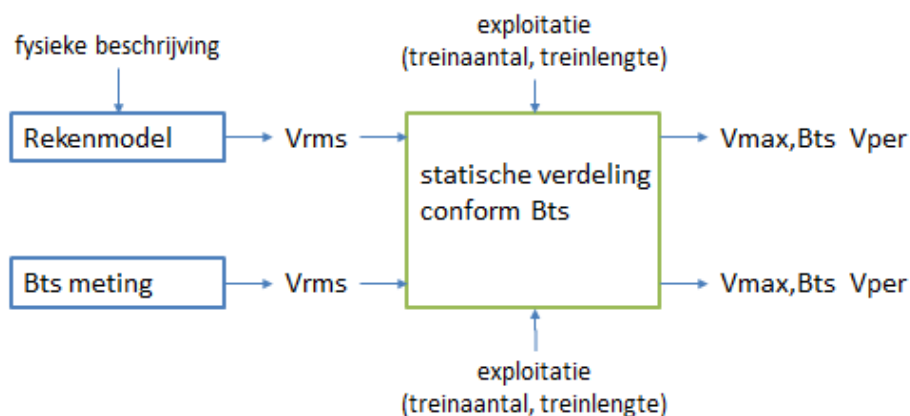 fysieke beschrijving
exploitatie
(treinaantal, treinlengte)
Rekenmodel
Vrms
statische verdeling
conform Bts
Vmax,Bts Vper
Bts meting
Vrms
Vmax,Bts Vper
exploitatie
(treinaantal, treinlengte)